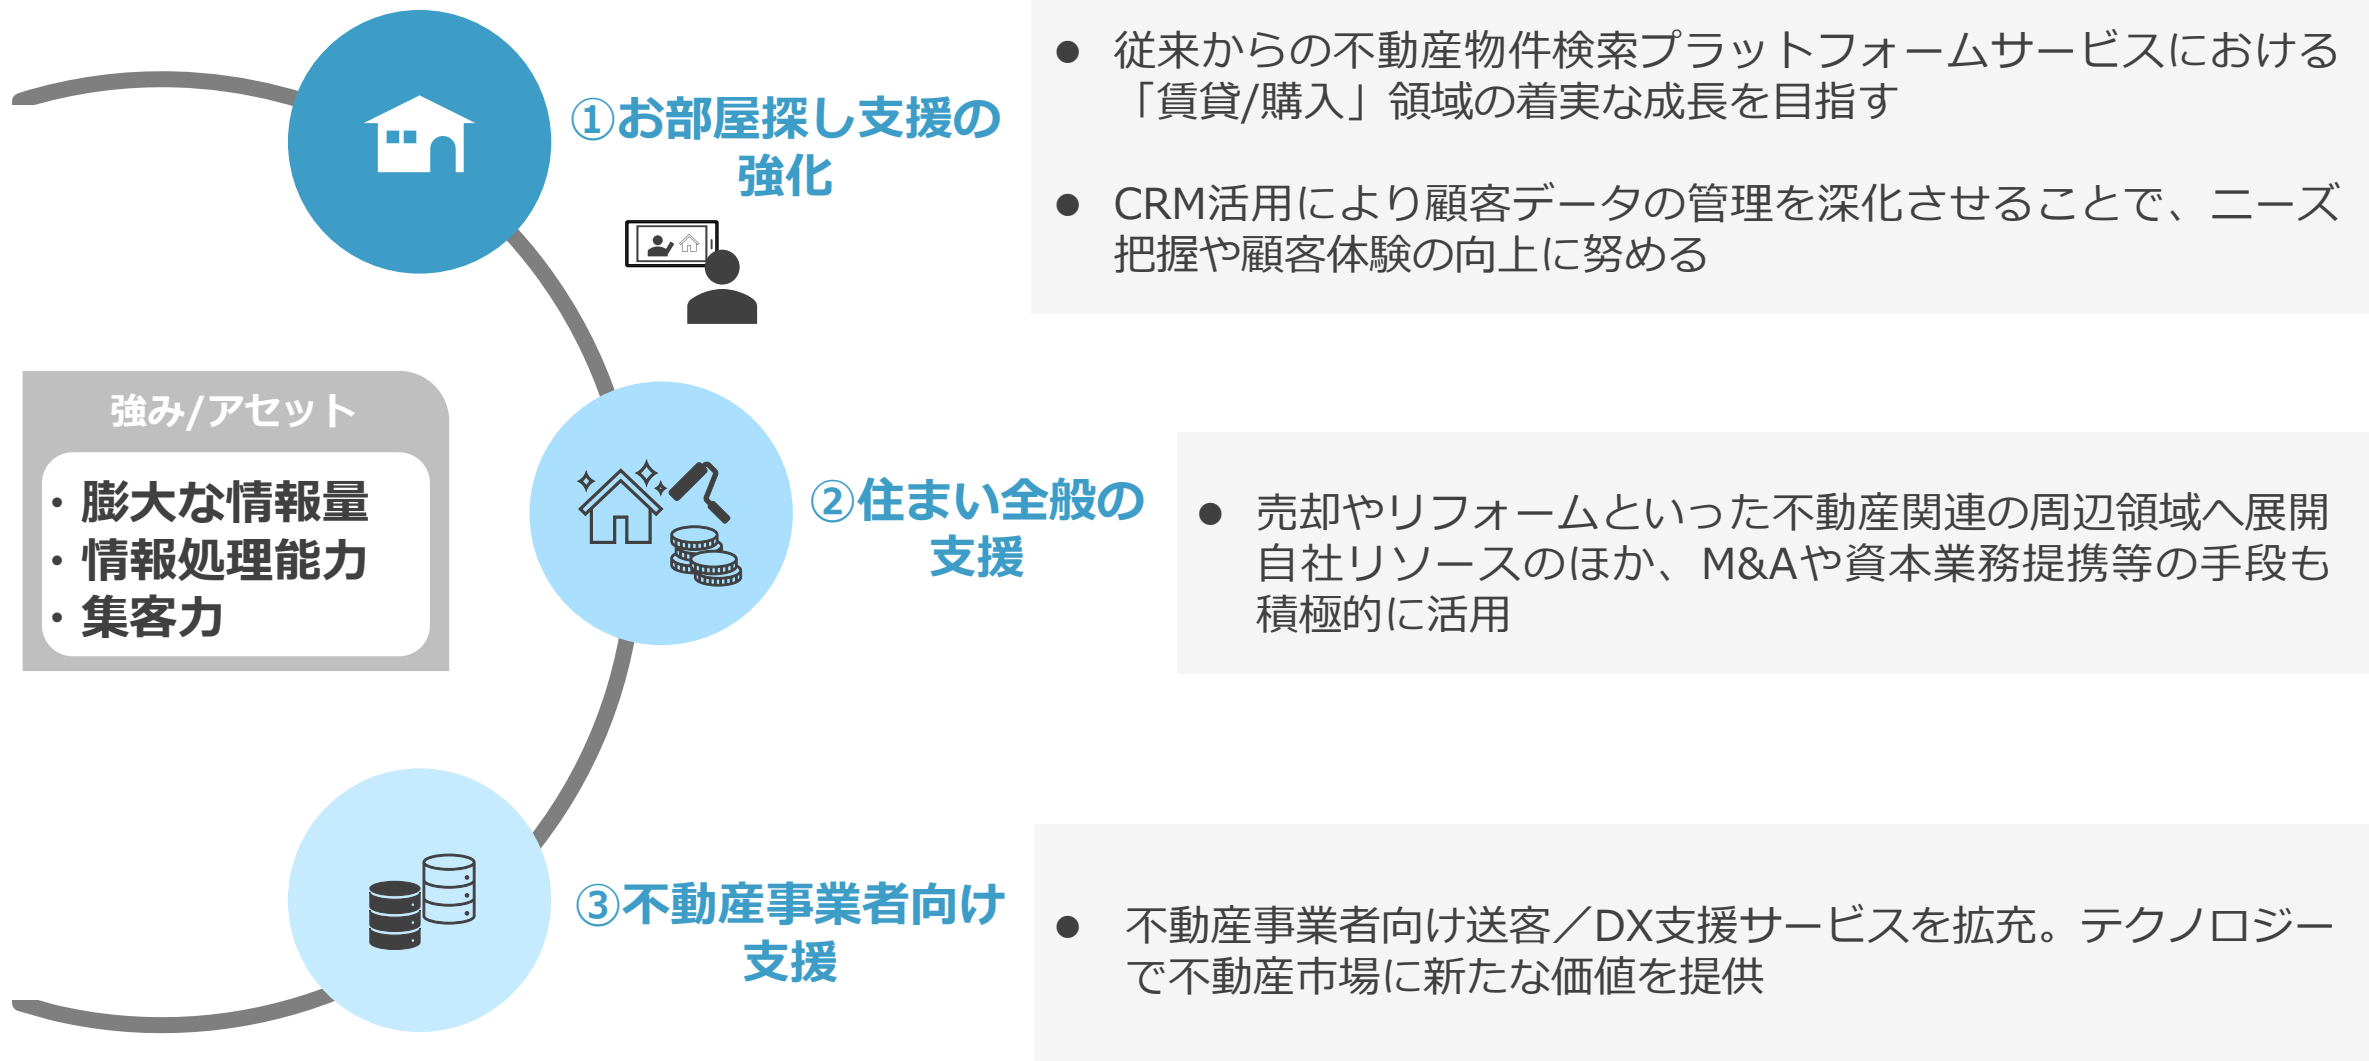 ①お部屋探し支援の
強化
● 従来からの不動産物件検索プラットフォームサービスにおける
「賃貸/購入」領域の着実な成長を目指す
● CRM活用により顧客データの管理を深化させることで、ニーズ
把握や顧客体験の向上に努める
強み/アセット
・膨大な情報量
・情報処理能力
・集客力
②住まい全般の
支援
● 売却やリフォームといった不動産関連の周辺領域へ展開
自社リソースのほか、M&Aや資本業務提携等の手段も
積極的に活用
③不動産事業者向け
支援
● 不動産事業者向け送客／DX支援サービスを拡充。テクノロジー
で不動産市場に新たな価値を提供